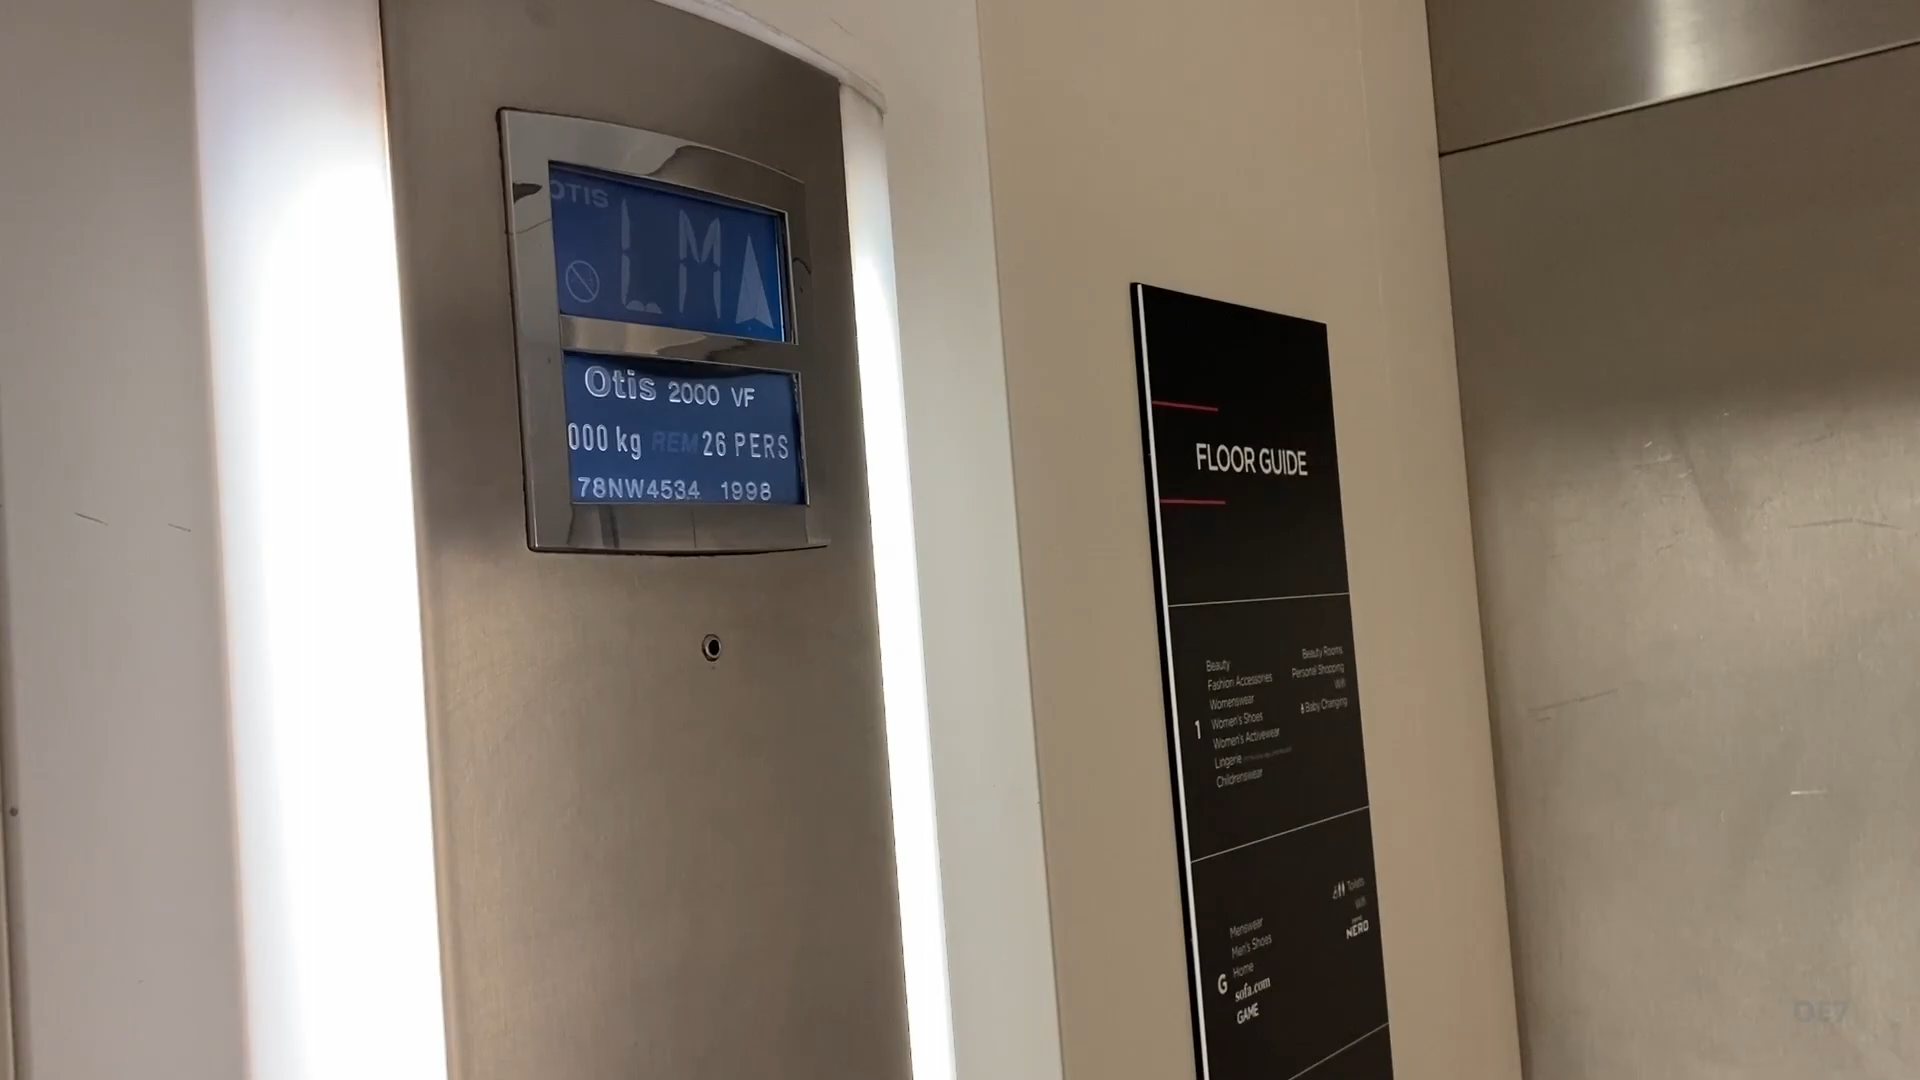 OTIS
LM
Otis 2000 VF
000 kg REM 26 PERS
78NW4534 1998
FLOOR GUIDE
1
Beauty
Fashion Accessories
Womenswear
Women's Shoes
Women's Activewear
Lingerie
Childrenswear
Beauty Rooms
Personal Shopping
Wifi
Baby Changing
G
Menswear
Men's Shoes
Home
sofa.com
GAME
Toilets
Wifi
NERO
OE7